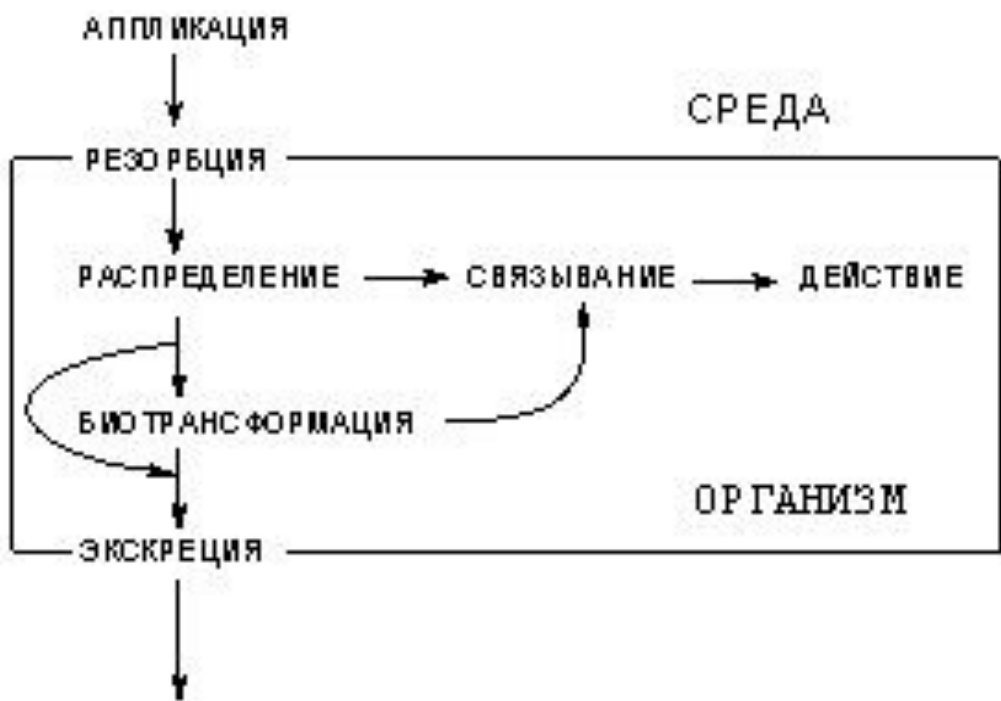 АППЛИКАЦИЯ
СРЕДА
РЕЗОРБЦИЯ
РАСПРЕДЕЛЕНИЕ СВЯЗЫВАНИЕ ДЕЙСТВИЕ
БИОТРАНСФОРМАЦИЯ
ОРГАНИЗМ
ЭКСКРЕЦИЯ